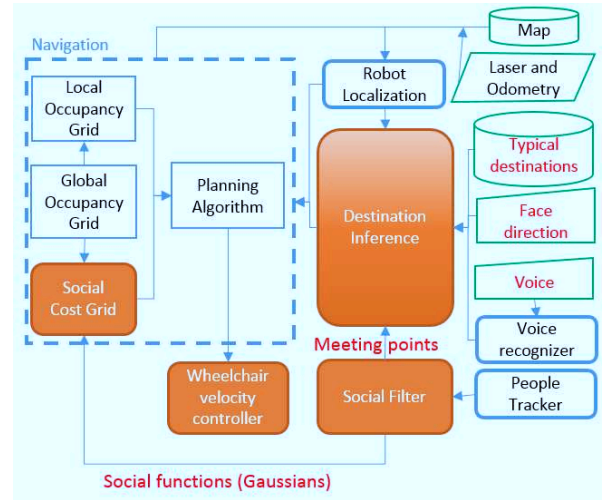 Navigation
Map
Laser and
Odometry
Local
Occupancy
Grid
Robot
Localization
Typical
destinations
Global
Occupancy
Grid
Planning
Algorithm
Destination
Inference
Face
direction
Social
Cost Grid
Voice
Meeting points
Voice
recognizer
Wheelchair
velocity
controller
Social Filter
People
Tracker
Social functions (Gaussians)